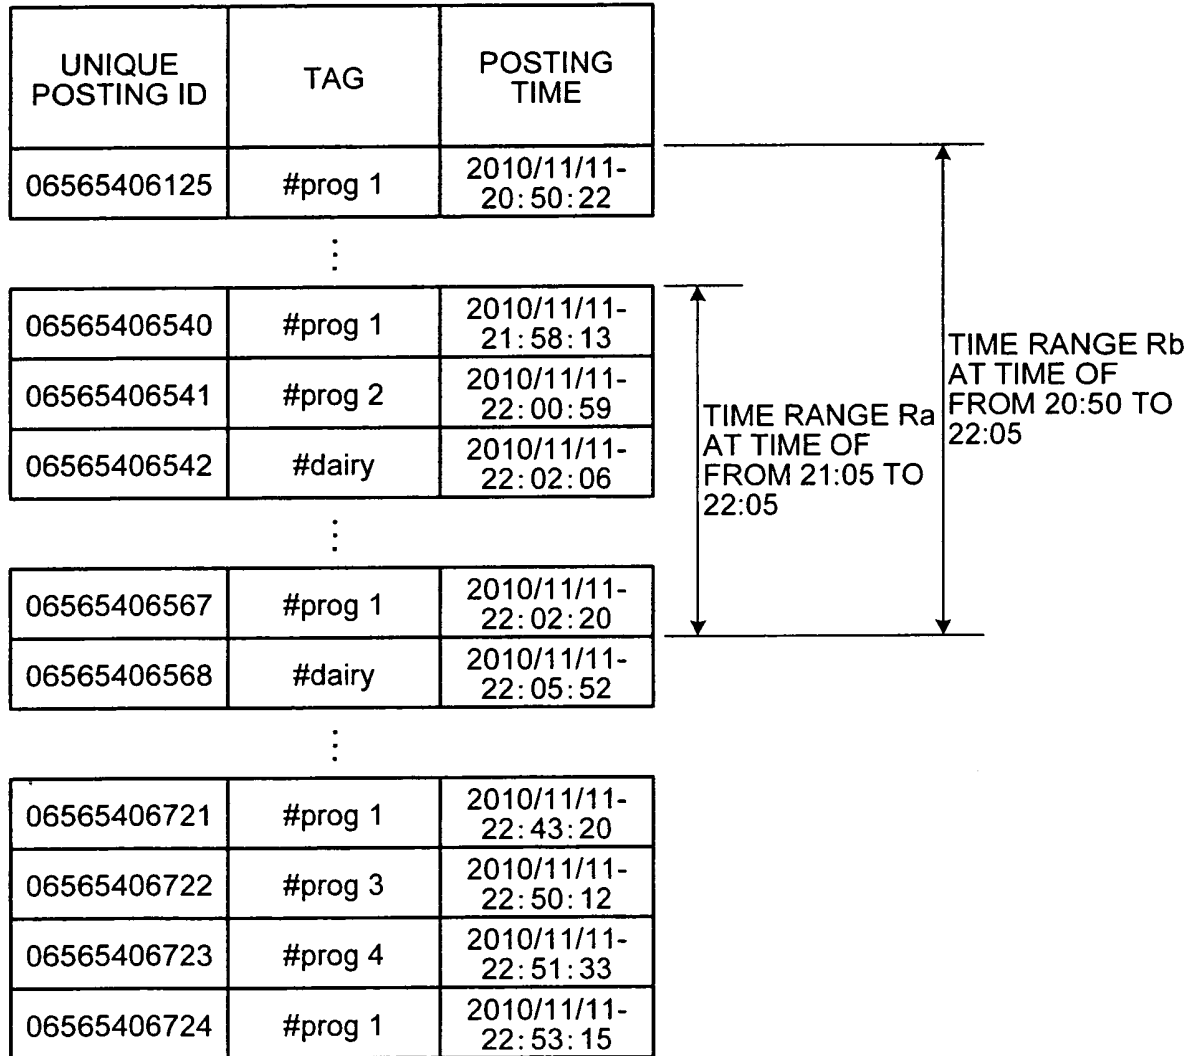 UNIQUE
POSTING ID
TAG
POSTING
TIME
06565406125
#prog 1
2010/11/11-
20:50:22
06565406540
#prog 1
2010/11/11-
21:58:13
06565406541
#prog 2
2010/11/11-
22:00:59
06565406542
#dairy
2010/11/11-
22:02:06
06565406567
#prog 1
2010/11/11-
22:02:20
06565406568
#dairy
2010/11/11-
22:05:52
06565406721
#prog 1
2010/11/11-
22:43:20
06565406722
#prog 3
2010/11/11-
22:50:12
06565406723
#prog 4
2010/11/11-
22:51:33
06565406724
#prog 1
2010/11/11-
22:53:15
TIME RANGE Ra
AT TIME OF
FROM 21:05 TO
22:05
TIME RANGE Rb
AT TIME OF
FROM 20:50 TO
22:05